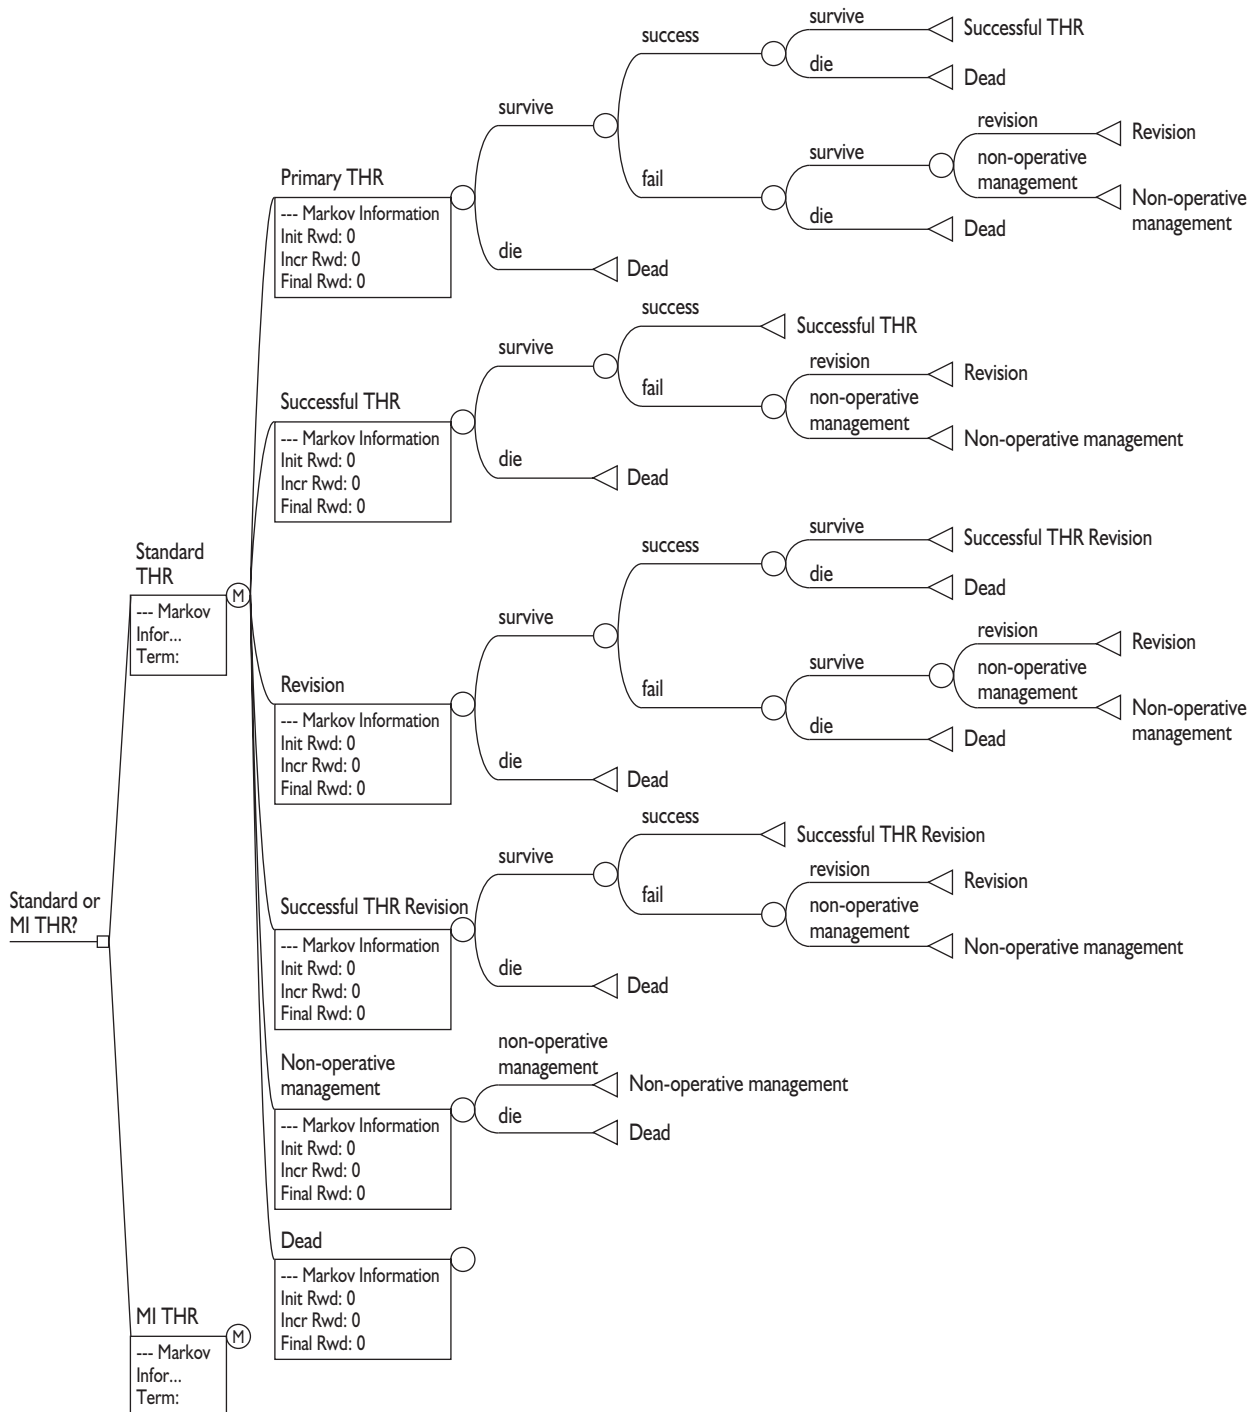 survive
success
Successful THR
die
Dead
survive
revision
Revision
survive
non-operative
management
Primary THR
fail
Non-operative
management
--- Markov Information
Init Rwd: 0
Incr Rwd: 0
Final Rwd: 0
die
Dead
die
Dead
success
Successful THR
survive
revision
Revision
fail
non-operative
management
Successful THR
Non-operative management
--- Markov Information
Init Rwd: 0
Incr Rwd: 0
Final Rwd: 0
die
Dead
survive
success
Successful THR Revision
Standard
THR
die
Dead
--- Markov
Infor...
Term:
survive
revision
Revision
survive
non-operative
management
Revision
fail
Non-operative
management
--- Markov Information
Init Rwd: 0
Incr Rwd: 0
Final Rwd: 0
die
Dead
die
Dead
success
Successful THR Revision
survive
revision
Revision
Standard or
MI THR?
Successful THR Revision
fail
non-operative
management
Non-operative management
--- Markov Information
Init Rwd: 0
Incr Rwd: 0
Final Rwd: 0
die
Dead
Non-operative
management
non-operative
management
Non-operative management
--- Markov Information
Init Rwd: 0
Incr Rwd: 0
Final Rwd: 0
die
Dead
Dead
--- Markov Information
Init Rwd: 0
Incr Rwd: 0
Final Rwd: 0
MI THR
--- Markov
Infor...
Term:
M
M